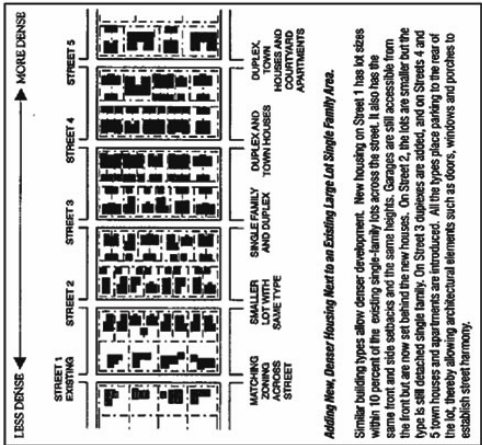 LESS DENSE
MORE DENSE
STREET 1
EXISTING
STREET 2
STREET 3
STREET 4
STREET 5
MATCHING
ZONING
ACROSS
STREET
SMALLER
LOT WITH
SAME TYPE
SINGLE FAMILY
AND DUPLEX
DUPLEX AND
TOWN HOUSES
DUPLEX,
TOWN
HOUSES AND
COURTYARD
APARTMENTS
Adding New, Denser Housing Next to an Existing Large Lot Single Family Area.
Similar building types allow denser development. New housing on Street 1 has lot sizes
within 10 percent of the existing single-family lots across the street. It also has the
same front and side setbacks and the same heights. Garages are still accessible from
the front but are now set behind the new houses. On Street 2, the lots are smaller but the
type is still detached single family. On Street 3 duplexes are added, and on Streets 4 and
5 town houses and apartments are introduced. All the types place parking to the rear of
the lot, thereby allowing architectural elements such as doors, windows and porches to
establish street harmony.